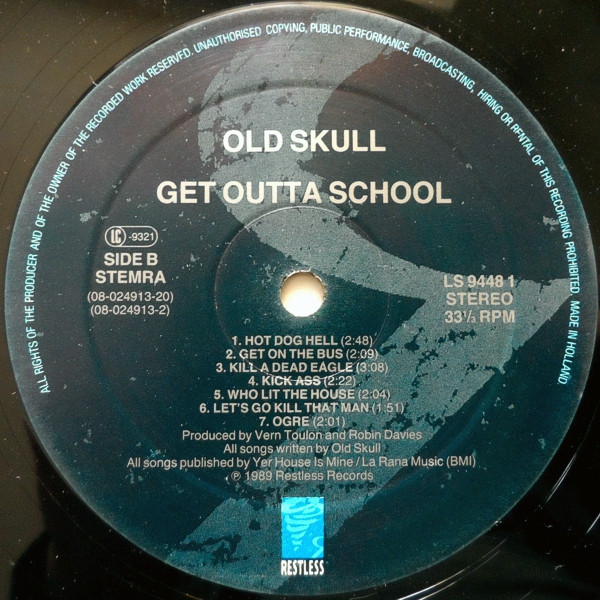 ALL RIGHTS OF THE PRODUCER AND OF THE OWNER OF THE RECORDED WORK RESERVED. UNAUTHORISED COPYING, PUBLIC PERFORMANCE, BROADCASTING, HIRING OR RENTAL OF THIS RECORDING PROHIBITED. MADE IN HOLLAND
OLD SKULL
GET OUTTA SCHOOL
LC -9321
SIDE B
STEMRA
(08-024913-20)
(08-024913-2)
LS 9448 1
STEREO
33⅓ RPM
1. HOT DOG HELL (2:48)
2. GET ON THE BUS (2:09)
3. KILL A DEAD EAGLE (3:08)
4. KICK ASS (2:22)
5. WHO LIT THE HOUSE (2:04)
6. LET'S GO KILL THAT MAN (1:51)
7. OGRE (2:01)
Produced by Vern Toulon and Robin Davies
All songs written by Old Skull
All songs published by Yer House Is Mine / La Rana Music (BMI)
℗ 1989 Restless Records
RESTLESS